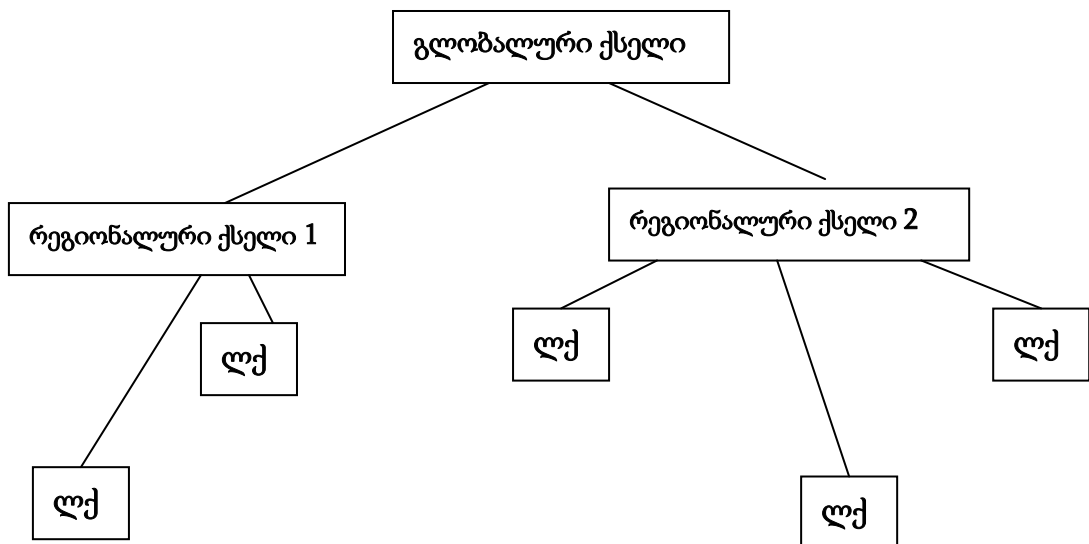 გლობალური ქსელი
რეგიონალური ქსელი 1
რეგიონალური ქსელი 2
ლქ
ლქ
ლქ
ლქ
ლქ